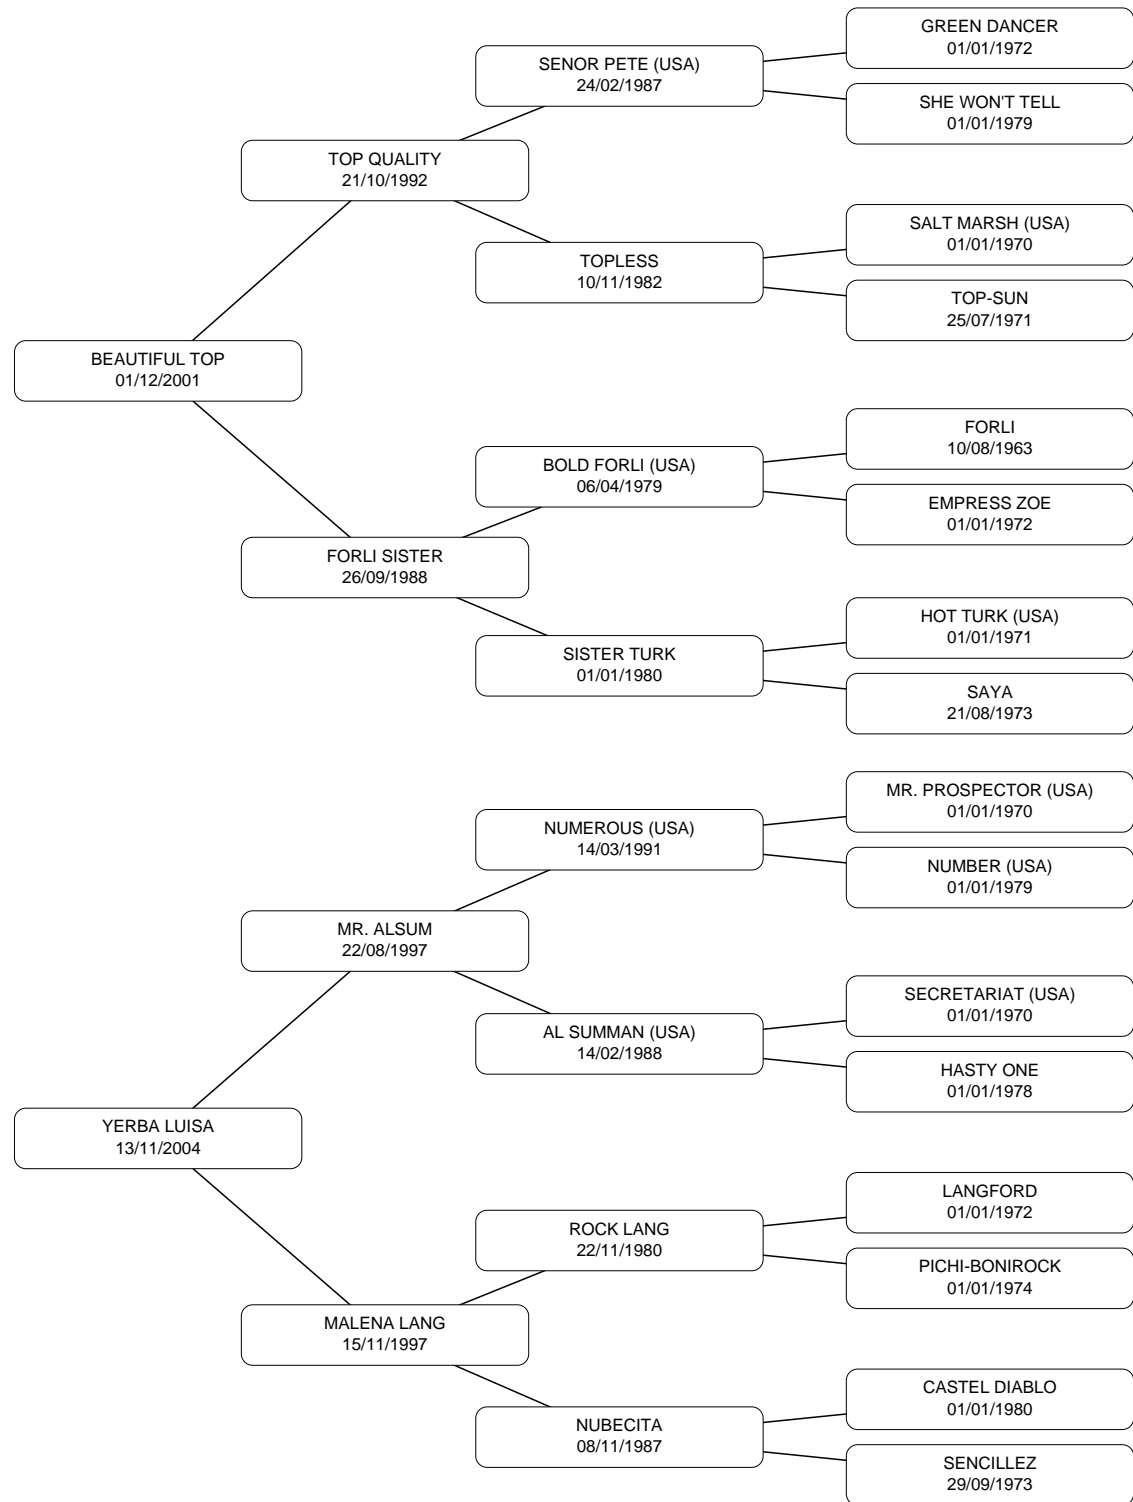 GREEN DANCER
01/01/1972
SENOR PETE (USA)
24/02/1987
SHE WON'T TELL
01/01/1979
TOP QUALITY
21/10/1992
SALT MARSH (USA)
01/01/1970
TOPLESS
10/11/1982
TOP-SUN
25/07/1971
BEAUTIFUL TOP
01/12/2001
FORLI
10/08/1963
BOLD FORLI (USA)
06/04/1979
EMPRESS ZOE
01/01/1972
FORLI SISTER
26/09/1988
HOT TURK (USA)
01/01/1971
SISTER TURK
01/01/1980
SAYA
21/08/1973
MR. PROSPECTOR (USA)
01/01/1970
NUMEROUS (USA)
14/03/1991
NUMBER (USA)
01/01/1979
MR. ALSUM
22/08/1997
SECRETARIAT (USA)
01/01/1970
AL SUMMAN (USA)
14/02/1988
HASTY ONE
01/01/1978
YERBA LUISA
13/11/2004
LANGFORD
01/01/1972
ROCK LANG
22/11/1980
PICHI-BONIROCK
01/01/1974
MALENA LANG
15/11/1997
CASTEL DIABLO
01/01/1980
NUBECITA
08/11/1987
SENCILLEZ
29/09/1973